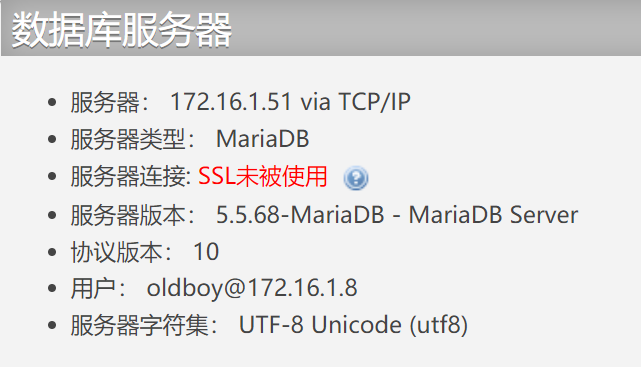 数据库服务器
服务器： 172.16.1.51 via TCP/IP
服务器类型： MariaDB
服务器连接: SSL未被使用
服务器版本： 5.5.68-MariaDB - MariaDB Server
协议版本： 10
用户： oldboy@172.16.1.8
服务器字符集： UTF-8 Unicode (utf8)